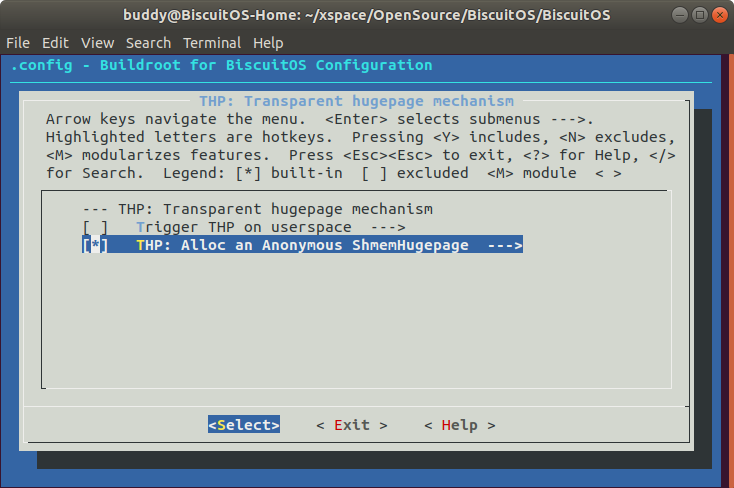 buddy@BiscuitOS-Home: ~/xspace/OpenSource/BiscuitOS/BiscuitOS
File Edit View Search Terminal Help
.config - Buildroot for BiscuitOS Configuration
THP: Transparent hugepage mechanism
Arrow keys navigate the menu.  <Enter> selects submenus --->.
Highlighted letters are hotkeys.  Pressing <Y> includes, <N> excludes,
<M> modularizes features.  Press <Esc><Esc> to exit, <?> for Help, </>
for Search.  Legend: [*] built-in  [ ] excluded  <M> module  < >
--- THP: Transparent hugepage mechanism
[ ]   Trigger THP on userspace  --->
[*]   THP: Alloc an Anonymous ShmemHugepage  --->
<Select>    < Exit >    < Help >